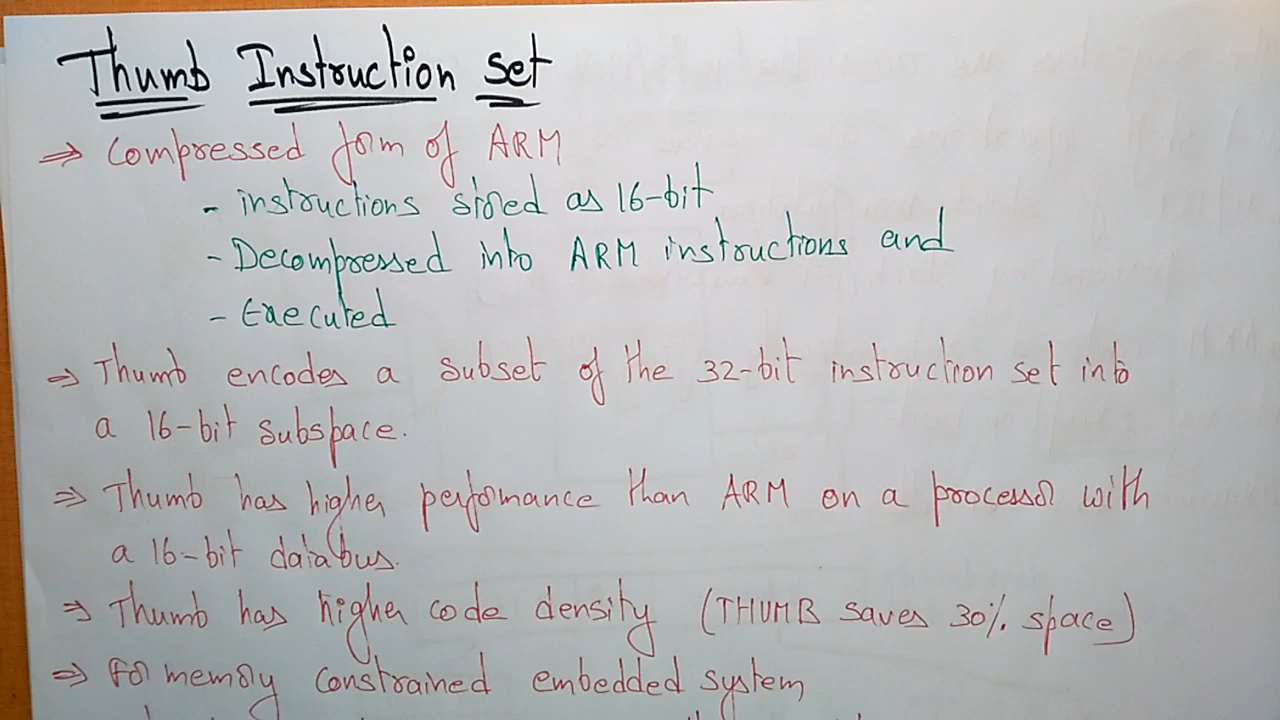 Thumb Instruction set
⇒ Compressed form of ARM
- instructions stored as 16-bit
- Decompressed into ARM instructions and
- Executed
⇒ Thumb encodes a subset of the 32-bit instruction set into
a 16-bit subspace.
⇒ Thumb has higher performance than ARM on a processor with
a 16-bit databus.
⇒ Thumb has higher code density (THUMB saves 30% space)
⇒ For memory constrained embedded system,